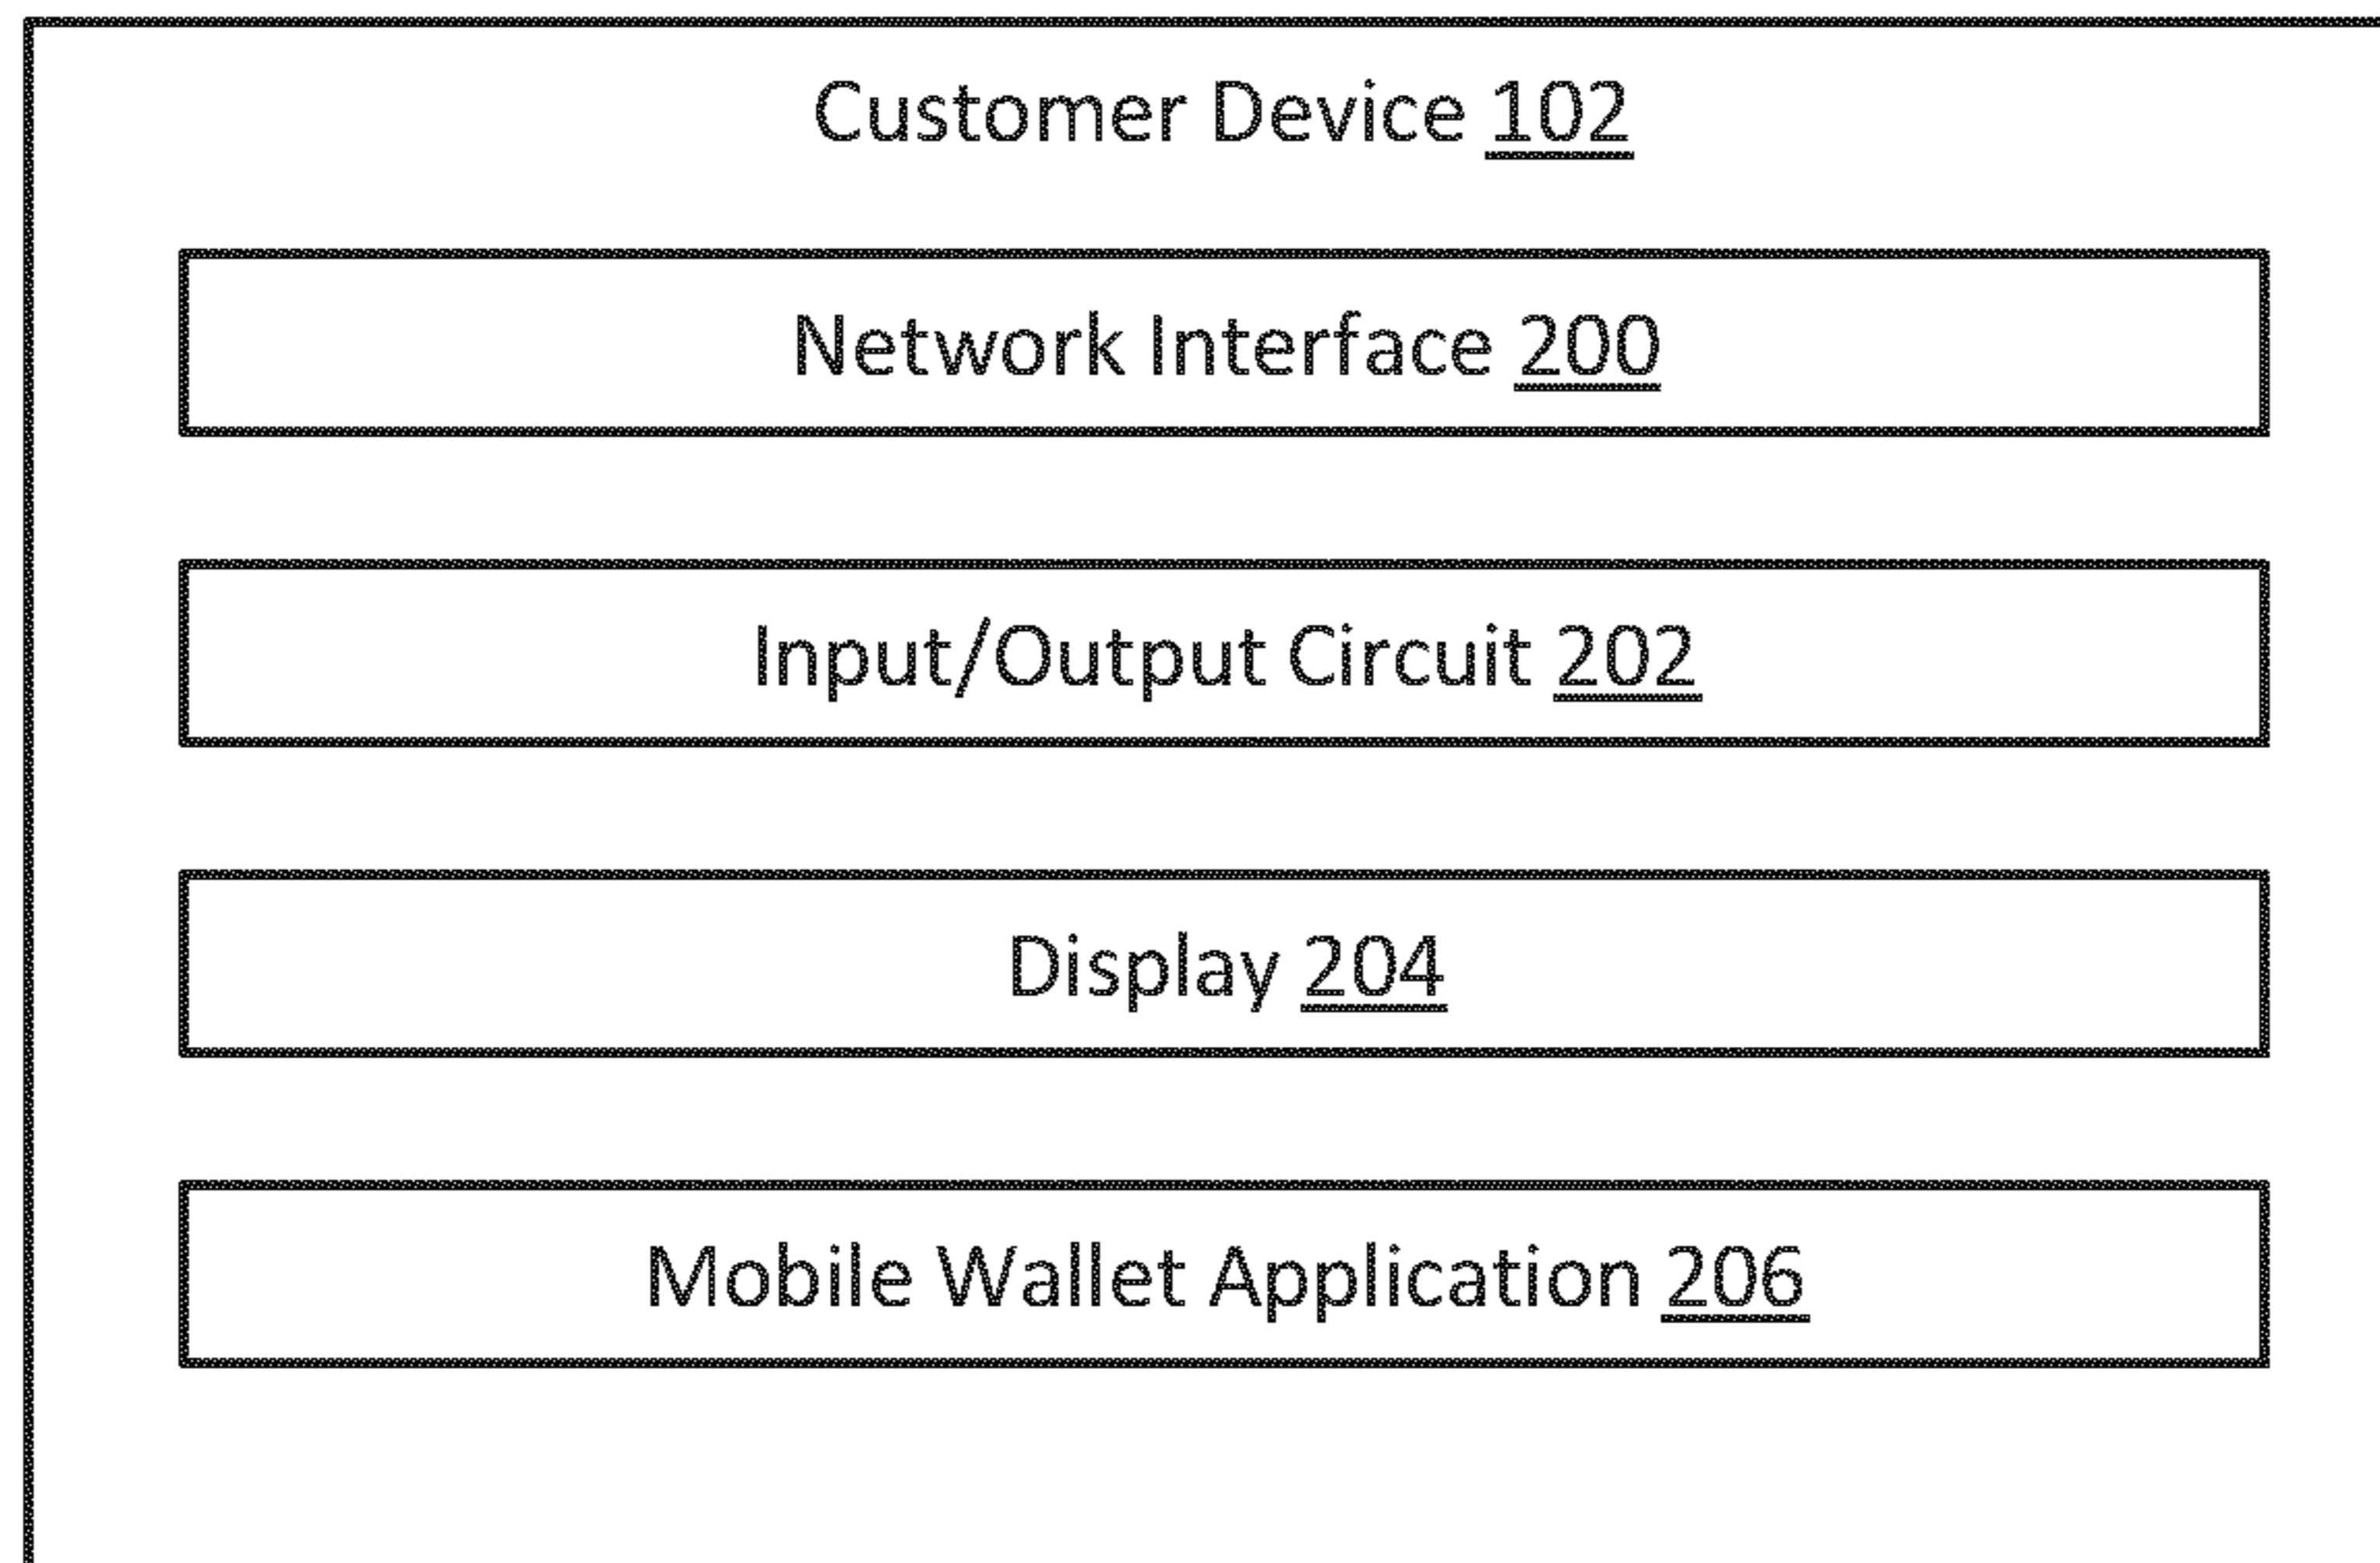 Customer Device 102
Network Interface 200
Input/Output Circuit 202
Display 204
Mobile Wallet Application 206